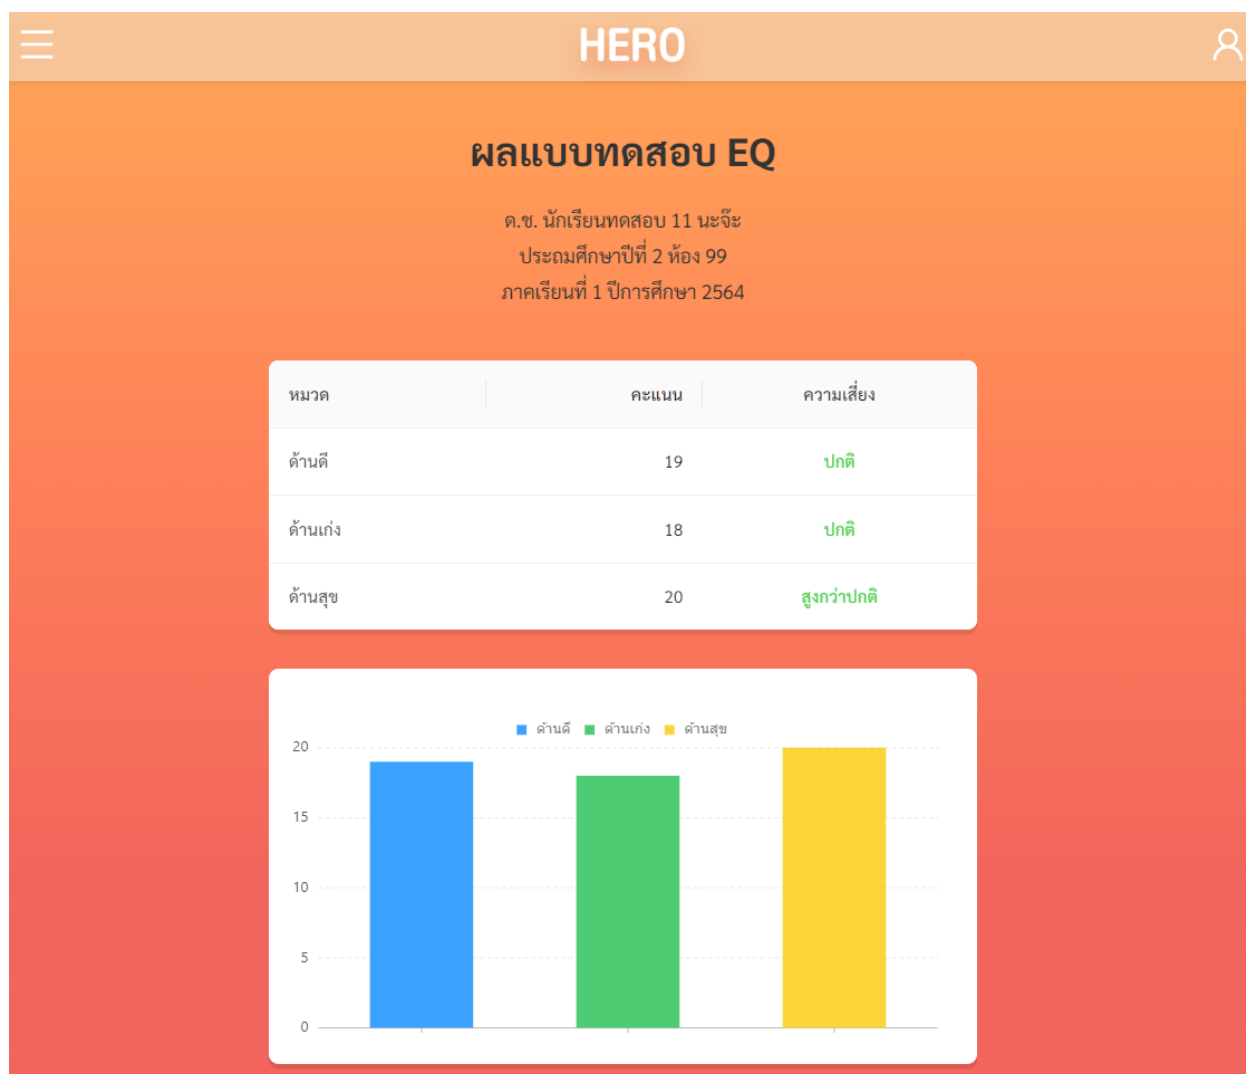 HERO
ผลแบบทดสอบ EQ
ด.ช. นักเรียนทดสอบ 11 นะจ๊ะ
ประถมศึกษาปีที่ 2 ห้อง 99
ภาคเรียนที่ 1 ปีการศึกษา 2564
หมวด คะแนน ความเสี่ยง
ด้านดี 19 ปกติ
ด้านเก่ง 18 ปกติ
ด้านสุข 20 สูงกว่าปกติ
ด้านดี ด้านเก่ง ด้านสุข
20
15
10
5
0